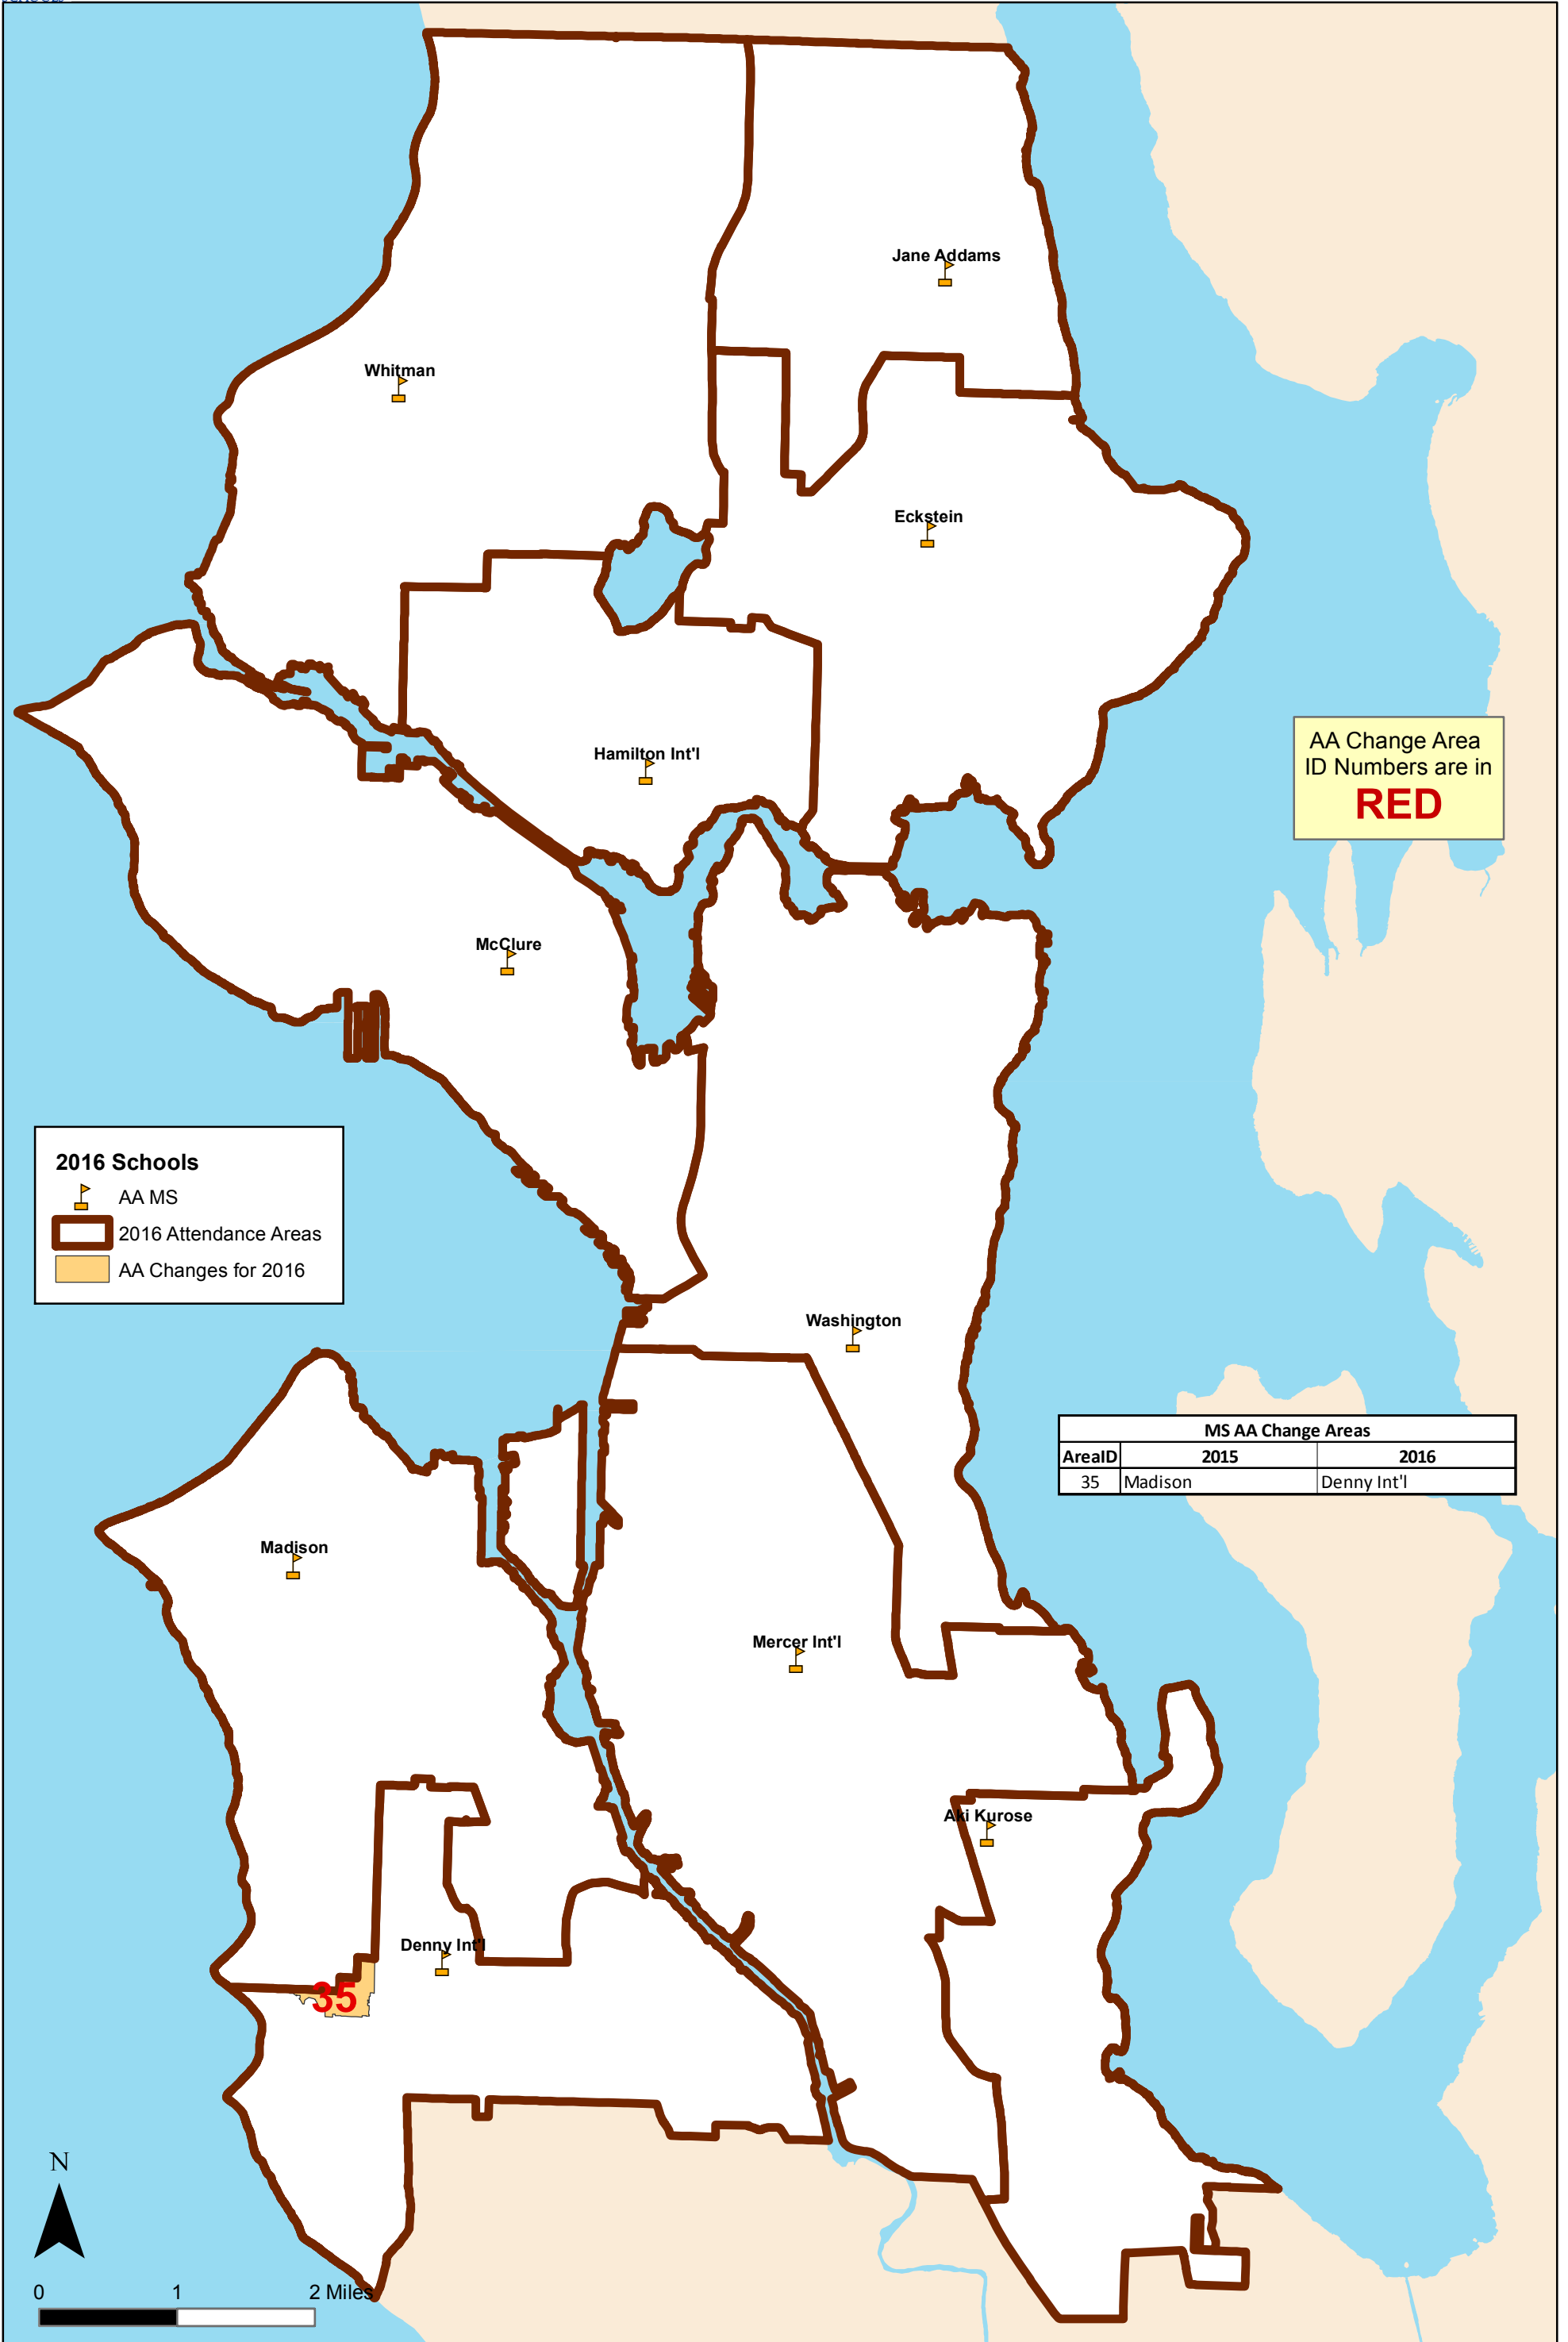 Jane Addams
Whitman
Eckstein
AA Change Area
ID Numbers are in
RED
Hamilton Int'l
McClure
2016 Schools
AA MS
2016 Attendance Areas
AA Changes for 2016
Washington
MS AA Change Areas
AreaID 2015 2016
35 Madison Denny Int'l
Madison
Mercer Int'l
Aki Kurose
Denny Int'l
35
N
0 1 2 Miles